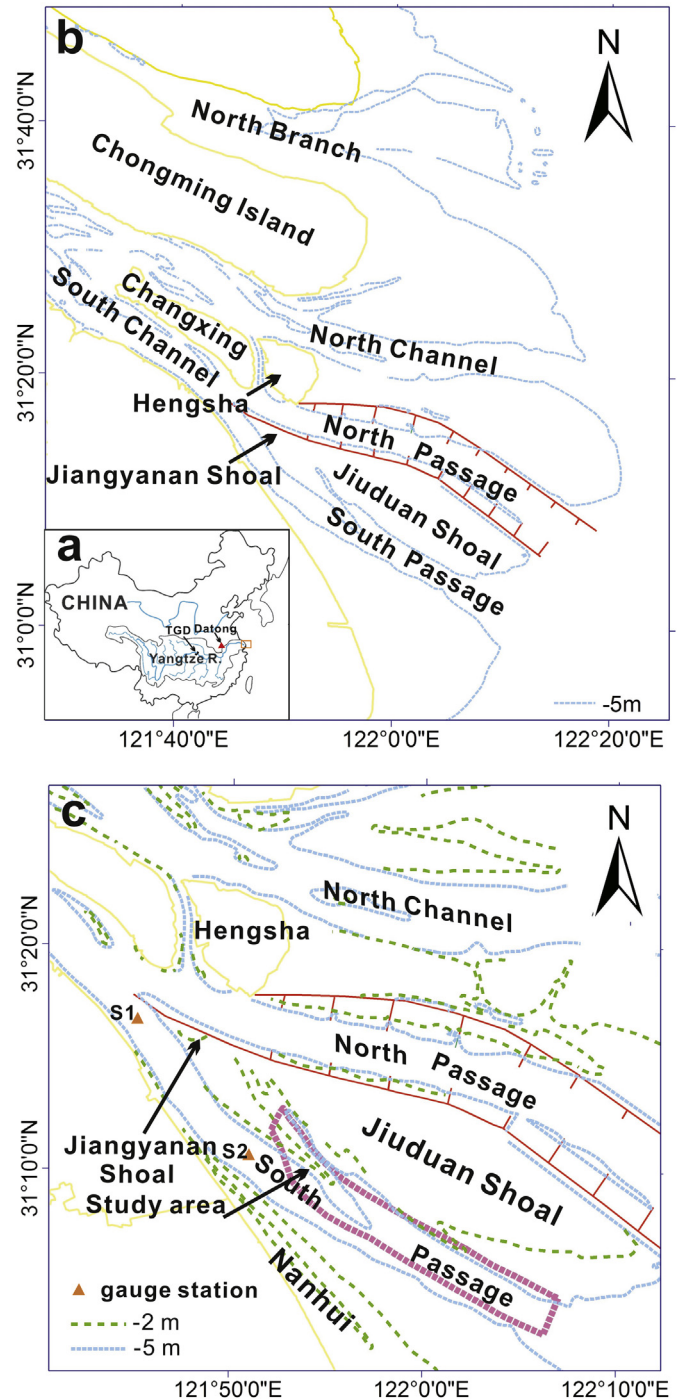 b
N
31°40'0"N
North Branch
Chongming Island
Changxing
South Channel
North Channel
31°20'0"N
Hengsha
North Passage
Jiangyanan Shoal
Jiuduan Shoal
South Passage
a
CHINA
TGD Datong
Yangtze R.
31°0'0"N
-5m
121°40'0"E
122°0'0"E
122°20'0"E
c
N
North Channel
Hengsha
31°20'0"N
S1
North Passage
Jiuduan Shoal
Jiangyanan
Shoal
S2
31°10'0"N
Study area
South
Passage
Nanhui
gauge station
-2 m
-5 m
121°50'0"E
122°0'0"E
122°10'0"E